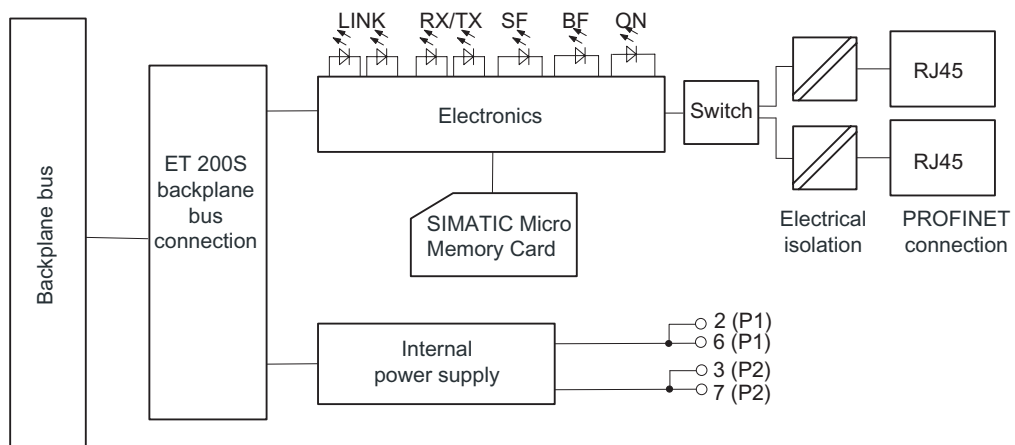 LINK RX/TX SF BF ON
RJ45
Electronics
Switch
RJ45
ET 200S
backplane
bus
connection
Backplane bus
SIMATIC Micro
Memory Card
Electrical
isolation
PROFINET
connection
Internal
power supply
2 (P1)
6 (P1)
3 (P2)
7 (P2)